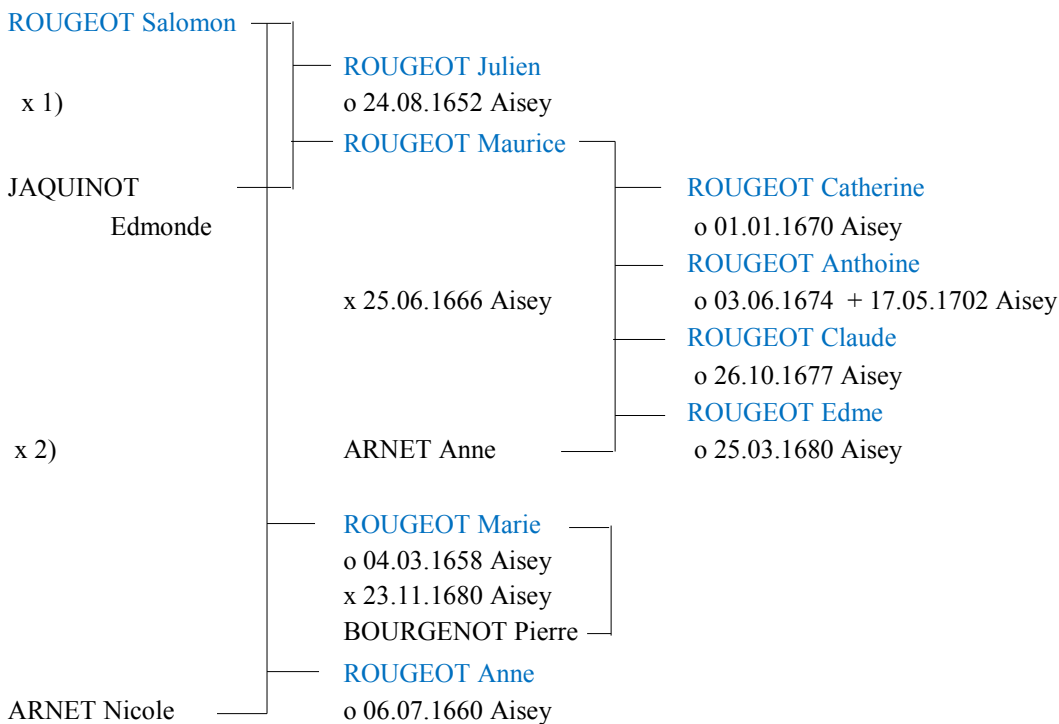 ROUGEOT Salomon
ROUGEOT Julien
x 1)
o 24.08.1652 Aisey
ROUGEOT Maurice
JAQUINOT
ROUGEOT Catherine
Edmonde
o 01.01.1670 Aisey
ROUGEOT Anthoine
x 25.06.1666 Aisey
o 03.06.1674 + 17.05.1702 Aisey
ROUGEOT Claude
o 26.10.1677 Aisey
ROUGEOT Edme
x 2)
ARNET Anne
o 25.03.1680 Aisey
ROUGEOT Marie
o 04.03.1658 Aisey
x 23.11.1680 Aisey
BOURGENOT Pierre
ROUGEOT Anne
ARNET Nicole
o 06.07.1660 Aisey